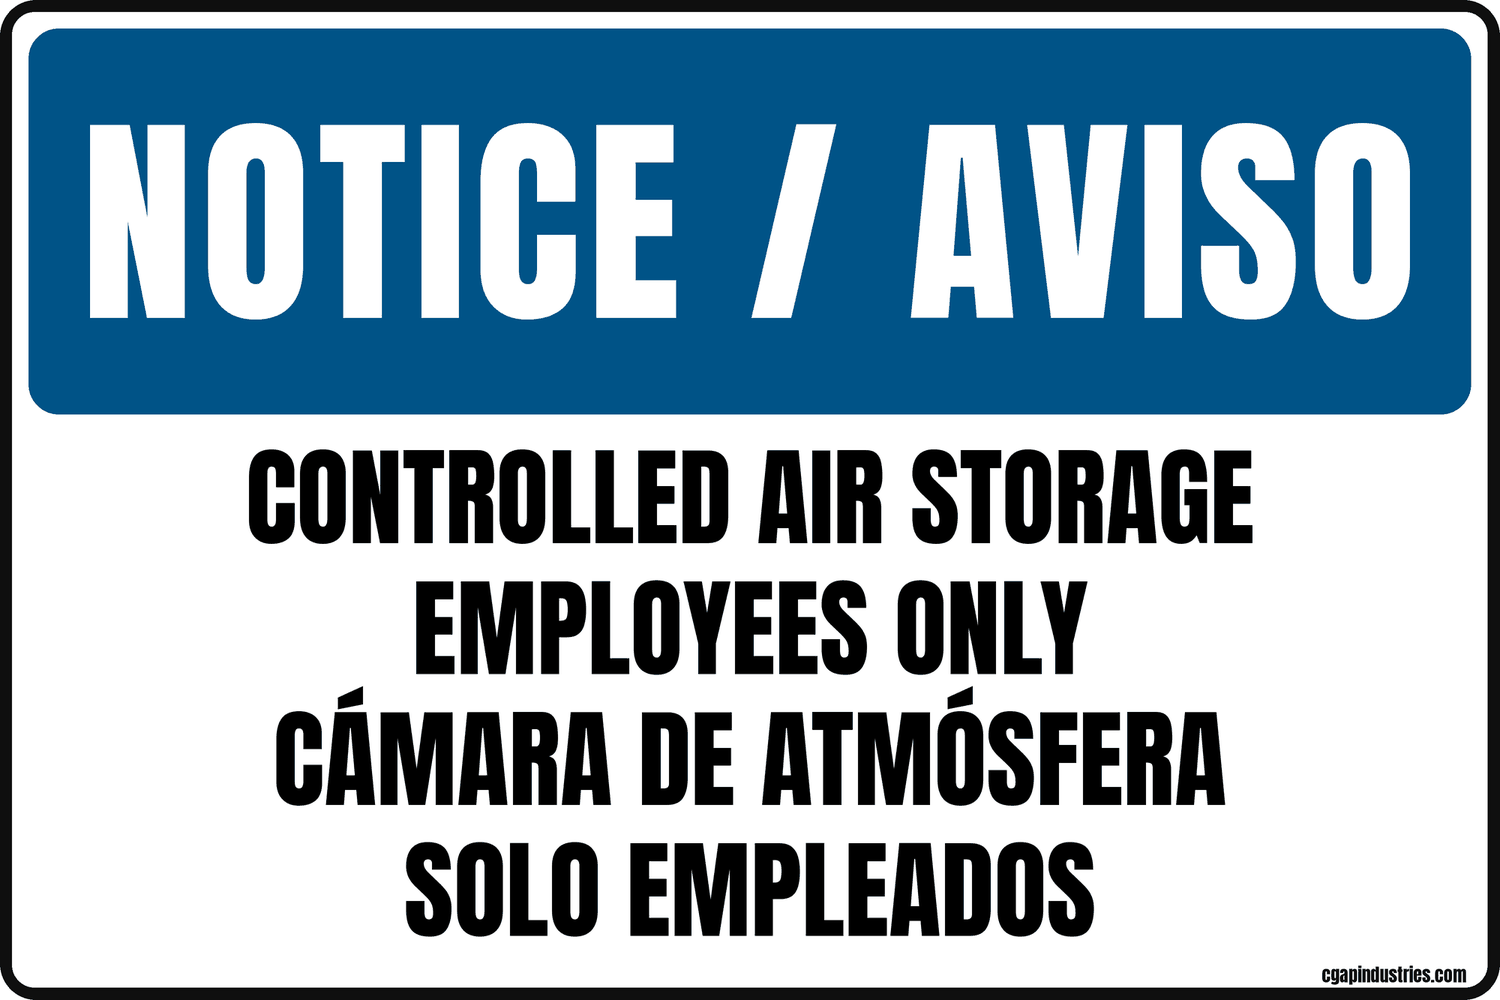 NOTICE / AVISO
CONTROLLED AIR STORAGE
EMPLOYEES ONLY
CÁMARA DE ATMÓSFERA
SOLO EMPLEADOS
cgapindustries.com